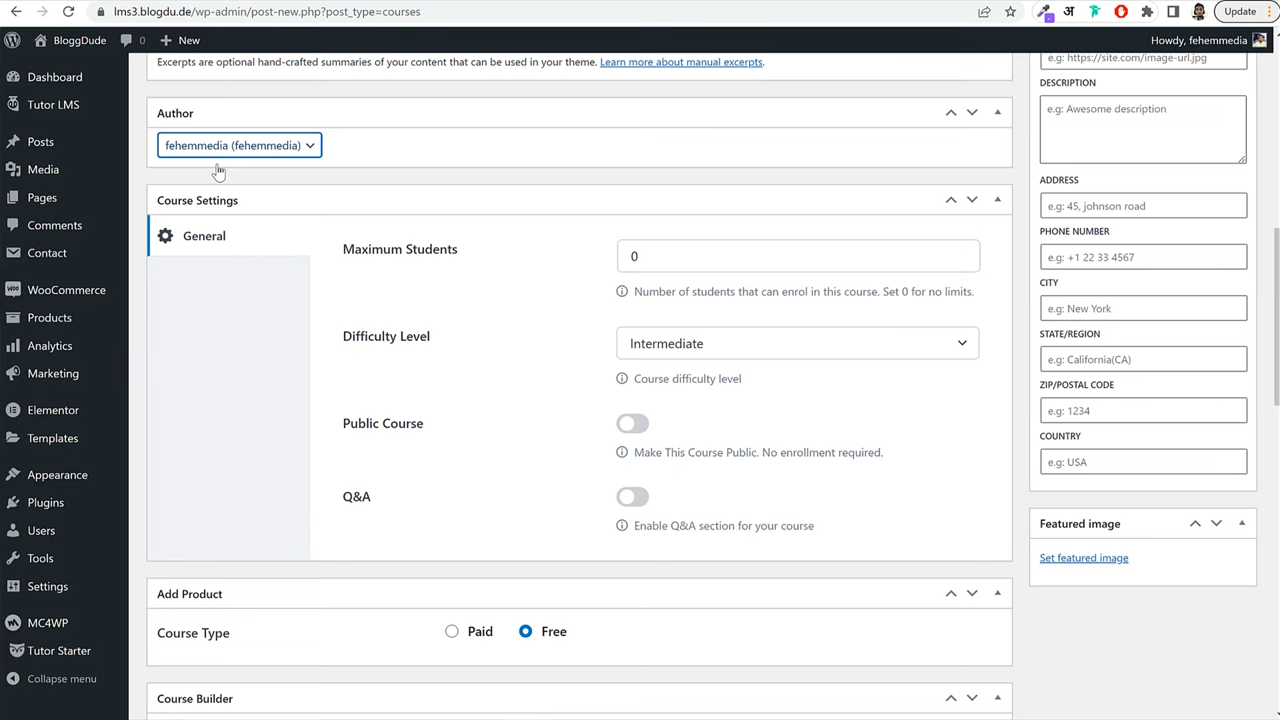 lms3.blogdu.de/wp-admin/post-new.php?post_type=courses
अ
Update
BloggDude
0
New
Howdy, fehemmedia
Dashboard
Tutor LMS
Posts
Media
Pages
Comments
Contact
WooCommerce
Products
Analytics
Marketing
Elementor
Templates
Appearance
Plugins
Users
Tools
Settings
MC4WP
Tutor Starter
Collapse menu
Excerpts are optional hand-crafted summaries of your content that can be used in your theme. Learn more about manual excerpts.
Author
fehemmedia (fehemmedia)
Course Settings
General
Maximum Students
0
Number of students that can enrol in this course. Set 0 for no limits.
Difficulty Level
Intermediate
Course difficulty level
Public Course
Make This Course Public. No enrollment required.
Q&A
Enable Q&A section for your course
Add Product
Course Type
Paid
Free
Course Builder
e.g: https://site.com/image-url.jpg
DESCRIPTION
e.g: Awesome description
ADDRESS
e.g: 45, johnson road
PHONE NUMBER
e.g: +1 22 33 4567
CITY
e.g: New York
STATE/REGION
e.g: California(CA)
ZIP/POSTAL CODE
e.g: 1234
COUNTRY
e.g: USA
Featured image
Set featured image